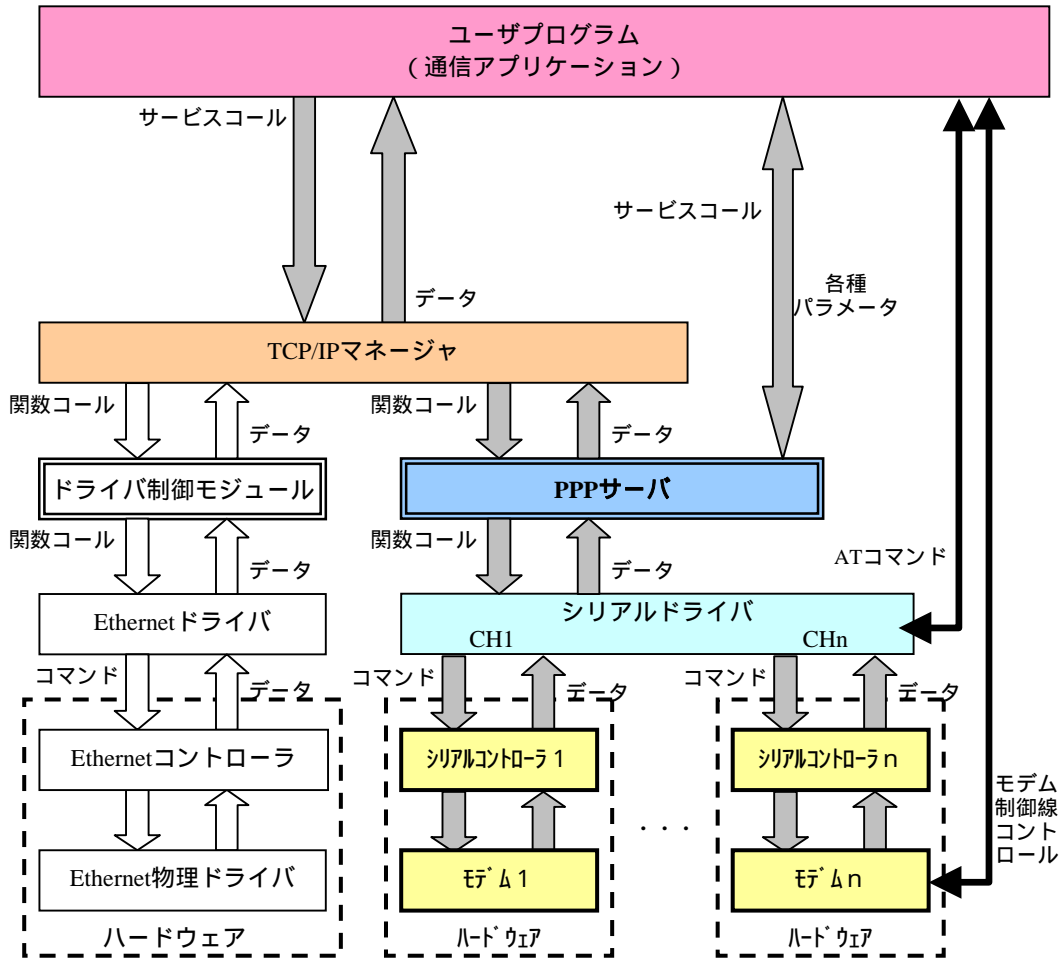 ユーザプログラム
(通信アプリケーション)
サービスコール
サービスコール
データ
各種
パラメータ
TCP/IPマネージャ
関数コール
データ
関数コール
データ
ドライバ制御モジュール
PPPサーバ
関数コール
データ
関数コール
データ
ATコマンド
Ethernetドライバ
シリアルドライバ
CH1
CHn
コマンド
データ
コマンド
データ
コマンド
データ
Ethernetコントローラ
ｼﾘｱﾙｺﾝﾄﾛｰﾗ1
ｼﾘｱﾙｺﾝﾄﾛｰﾗn
モデム
制御線
コント
ロール
・・・
Ethernet物理ドライバ
ﾓﾃﾞﾑ1
ﾓﾃﾞﾑn
ハードウェア
ﾊｰﾄﾞｳｪｱ
ﾊｰﾄﾞｳｪｱ